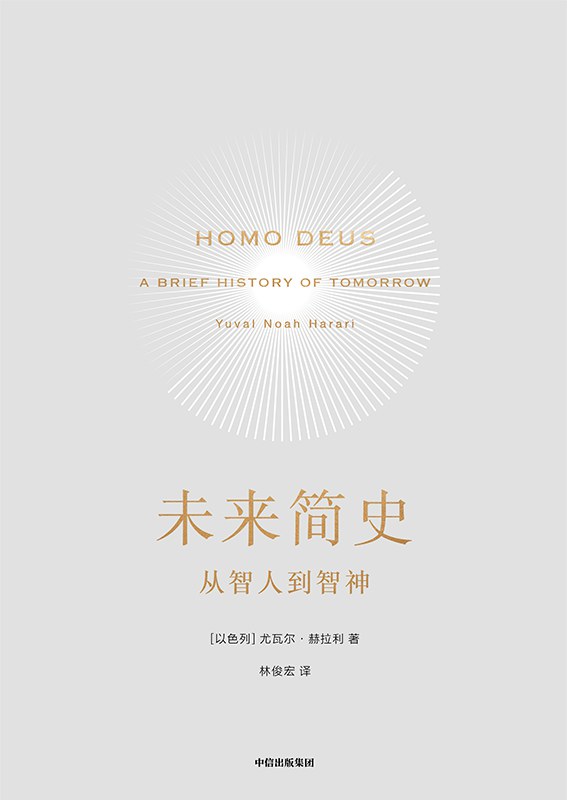 HOMO DEUS
A BRIEF HISTORY OF TOMORROW
Yuval Noah Harari
未来简史
从智人到智神
[以色列] 尤瓦尔·赫拉利 著
林俊宏 译
中信出版集团